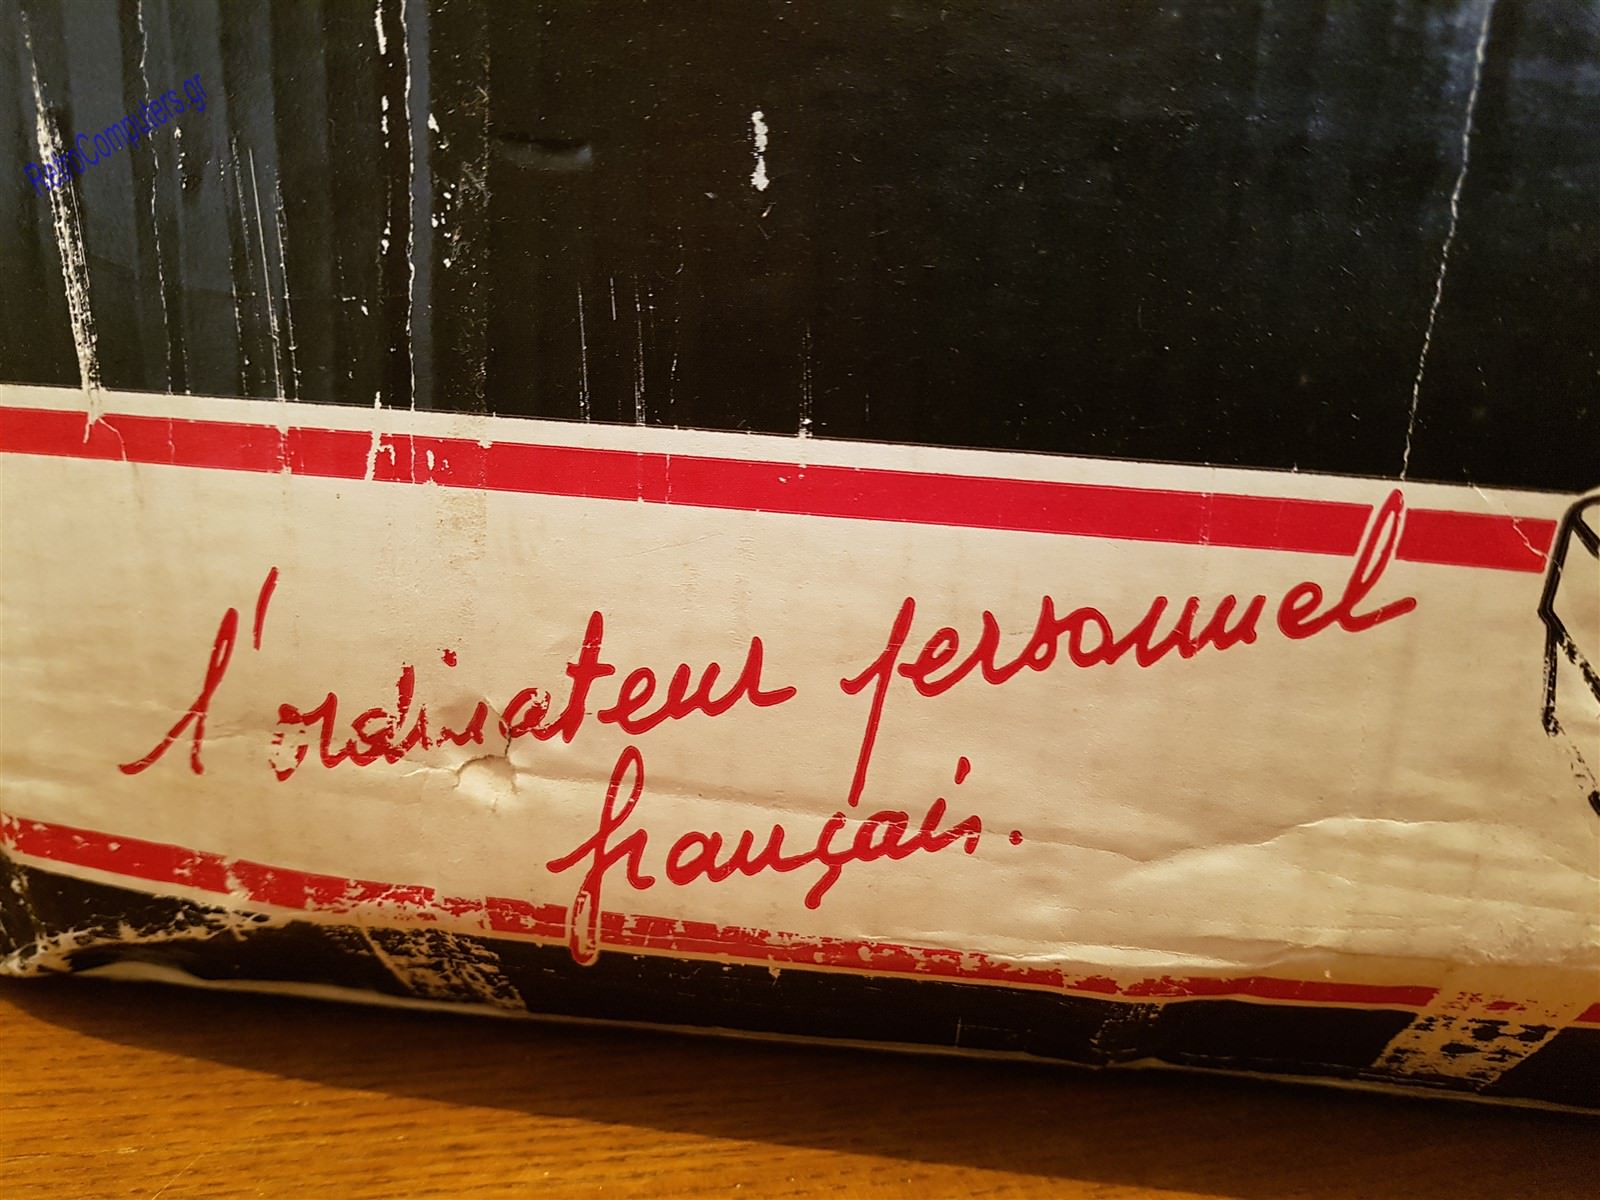 RetroComputers.gr
l'ordinateur personnel
français.